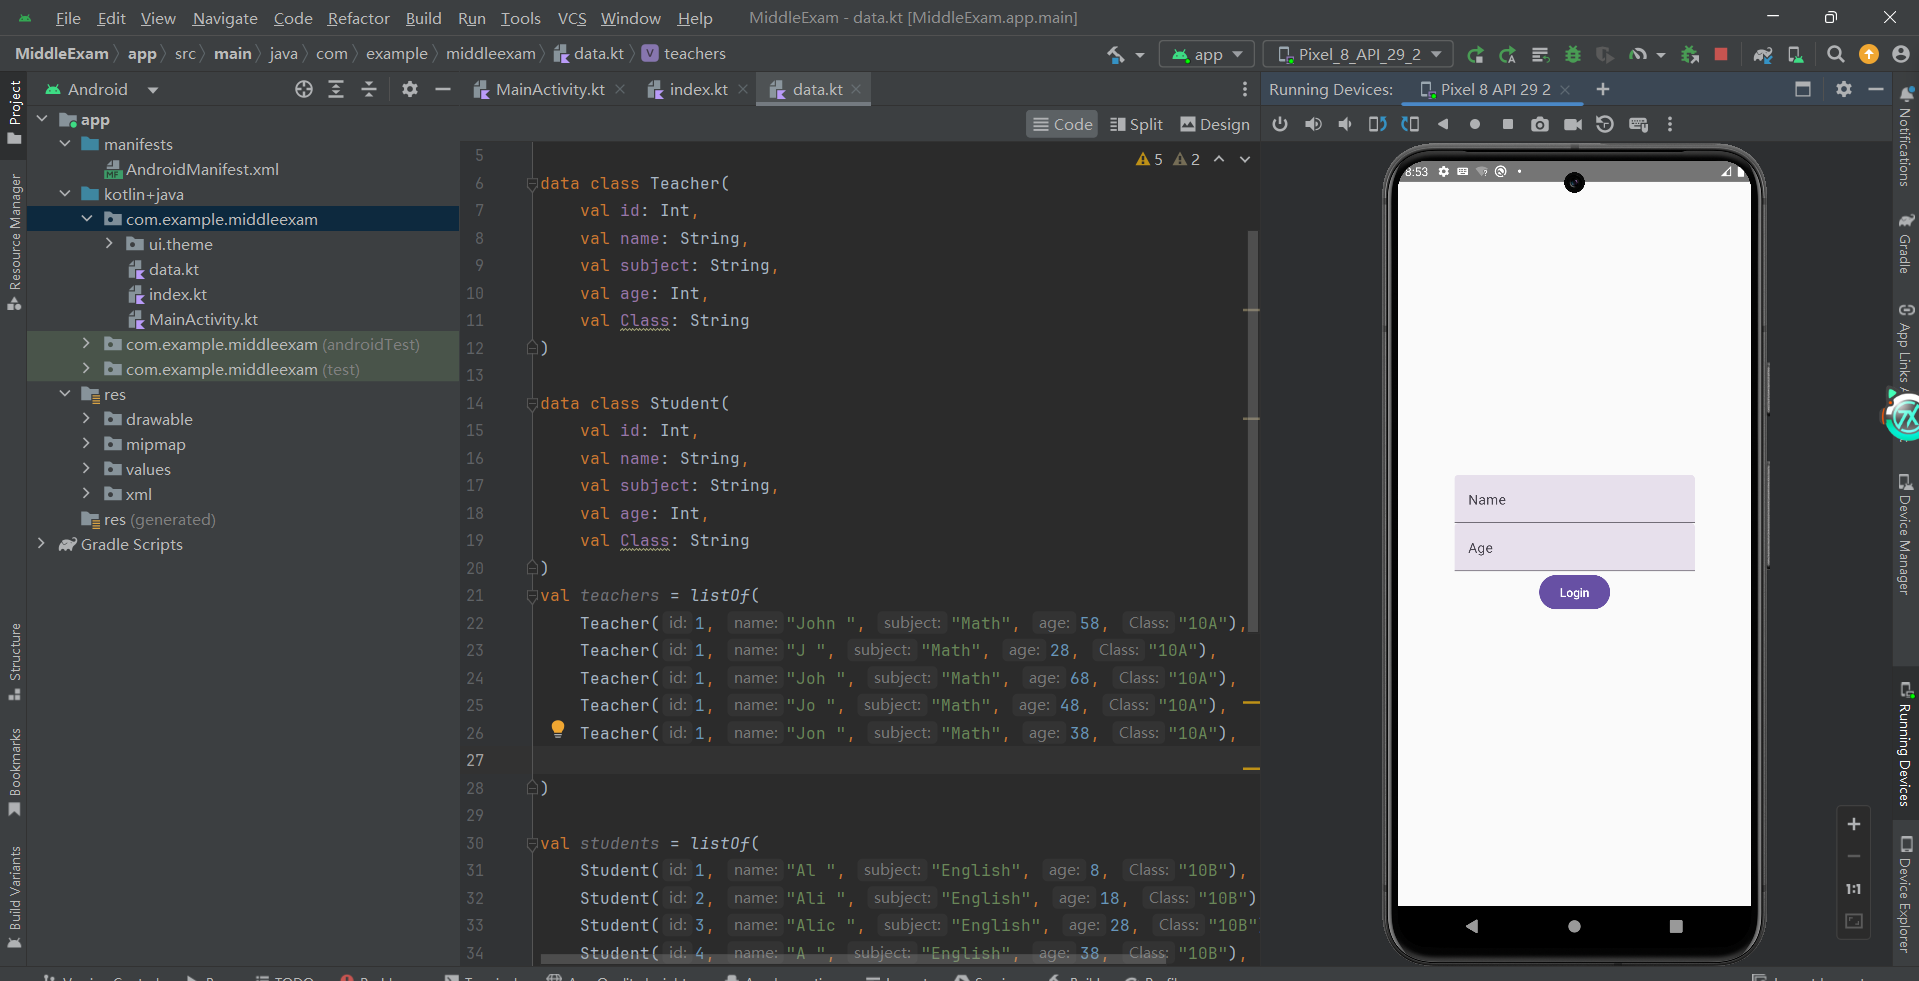 File Edit View Navigate Code Refactor Build Run Tools VCS Window Help MiddleExam - data.kt [MiddleExam.app.main]
MiddleExam app src main java com example middleexam data.kt teachers app Pixel_8_API_29_2
Android MainActivity.kt index.kt data.kt Running Devices: Pixel 8 API 29 2
Code Split Design
Project
Resource Manager
Structure
Bookmarks
Build Variants
app
manifests
AndroidManifest.xml
kotlin+java
com.example.middleexam
ui.theme
data.kt
index.kt
MainActivity.kt
com.example.middleexam (androidTest)
com.example.middleexam (test)
res
drawable
mipmap
values
xml
res (generated)
Gradle Scripts
5 2
5
6 data class Teacher(
7 val id: Int,
8 val name: String,
9 val subject: String,
10 val age: Int,
11 val Class: String
12 )
13
14 data class Student(
15 val id: Int,
16 val name: String,
17 val subject: String,
18 val age: Int,
19 val Class: String
20 )
21 val teachers = listOf(
22 Teacher( id: 1, name: "John ", subject: "Math", age: 58, Class: "10A"),
23 Teacher( id: 1, name: "J ", subject: "Math", age: 28, Class: "10A"),
24 Teacher( id: 1, name: "Joh ", subject: "Math", age: 68, Class: "10A"),
25 Teacher( id: 1, name: "Jo ", subject: "Math", age: 48, Class: "10A"),
26 Teacher( id: 1, name: "Jon ", subject: "Math", age: 38, Class: "10A"),
27
28 )
29
30 val students = listOf(
31 Student( id: 1, name: "Al ", subject: "English", age: 8, Class: "10B"),
32 Student( id: 2, name: "Ali ", subject: "English", age: 18, Class: "10B")
33 Student( id: 3, name: "Alic ", subject: "English", age: 28, Class: "10B"
34 Student( id: 4, name: "A ", subject: "English", age: 38, Class: "10B"),
8:53
Name
Age
Login
1:1
Notifications
Gradle
App Links
Device Manager
Running Devices
Device Explorer